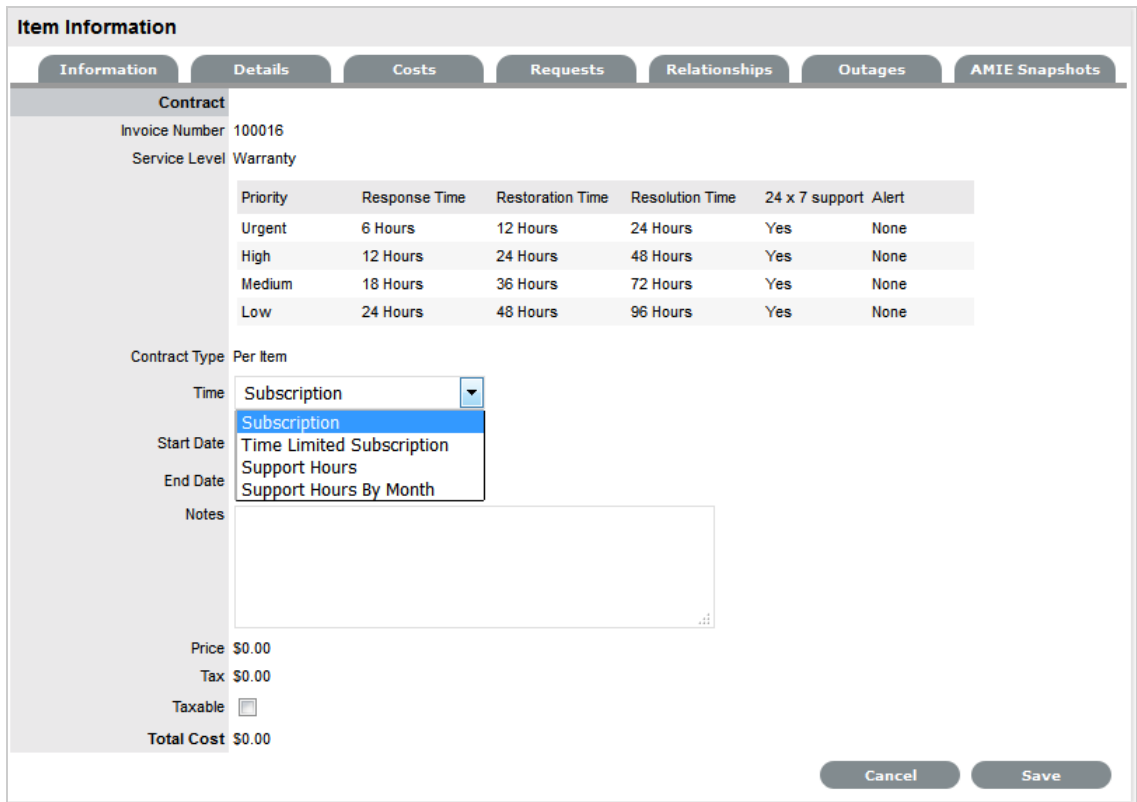 Item Information
Information Details Costs Requests Relationships Outages AMIE Snapshots
Contract
Invoice Number 100016
Service Level Warranty
Priority Response Time Restoration Time Resolution Time 24 x 7 support Alert
Urgent 6 Hours 12 Hours 24 Hours Yes None
High 12 Hours 24 Hours 48 Hours Yes None
Medium 18 Hours 36 Hours 72 Hours Yes None
Low 24 Hours 48 Hours 96 Hours Yes None
Contract Type Per Item
Time Subscription
Subscription
Start Date Time Limited Subscription
Support Hours
End Date Support Hours By Month
Notes
Price $0.00
Tax $0.00
Taxable
Total Cost $0.00
Cancel Save